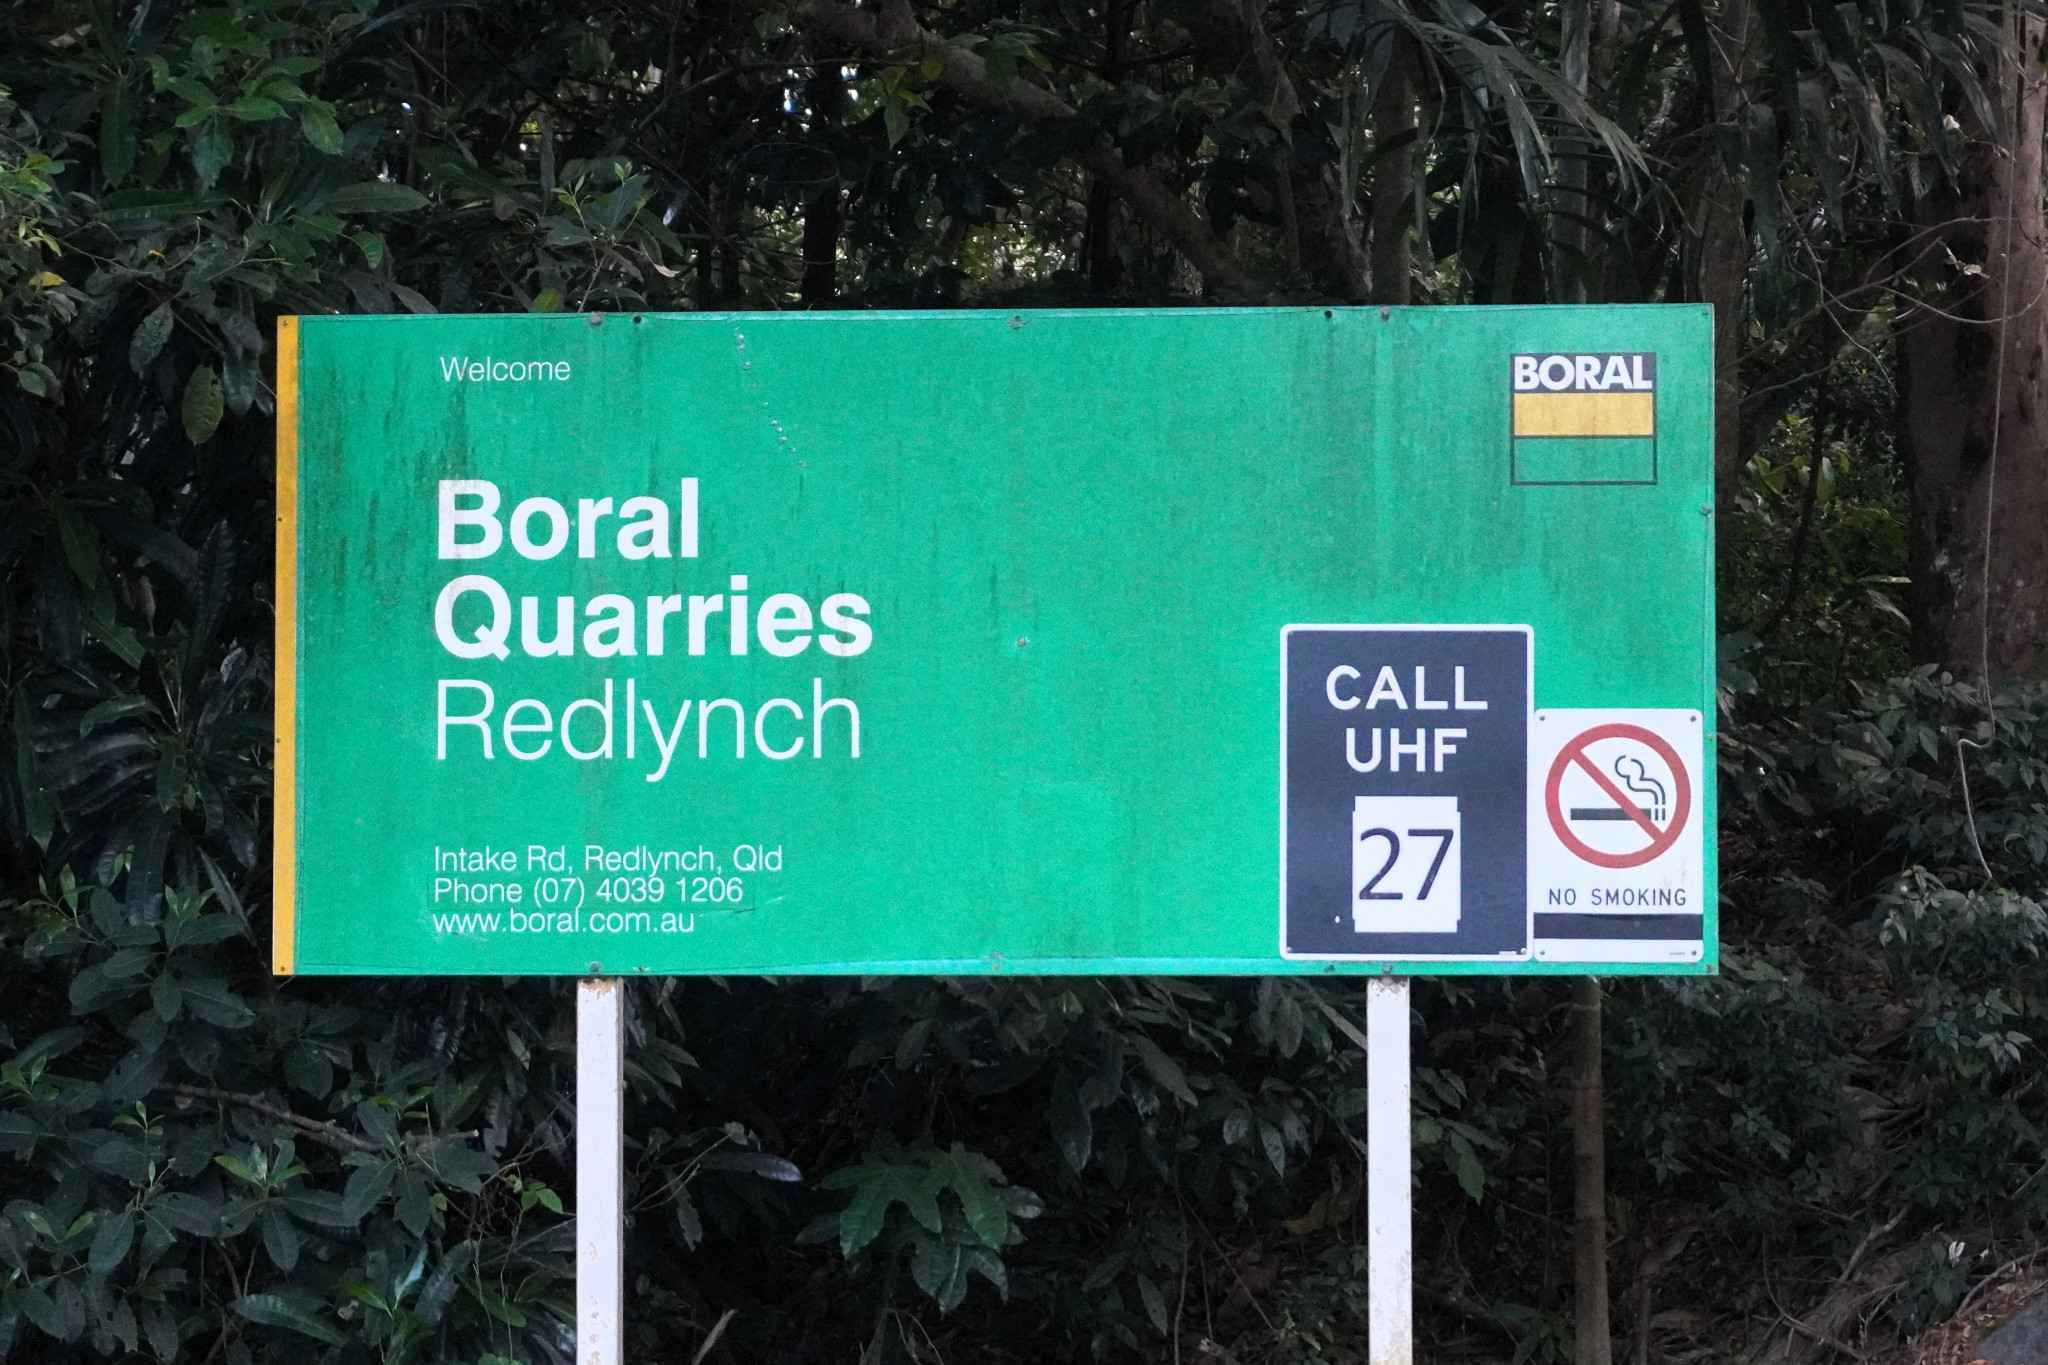 Welcome
BORAL
Boral
Quarries
Redlynch
Intake Rd, Redlynch, Qld
Phone (07) 4039 1206
www.boral.com.au
CALL
UHF
27
NO SMOKING